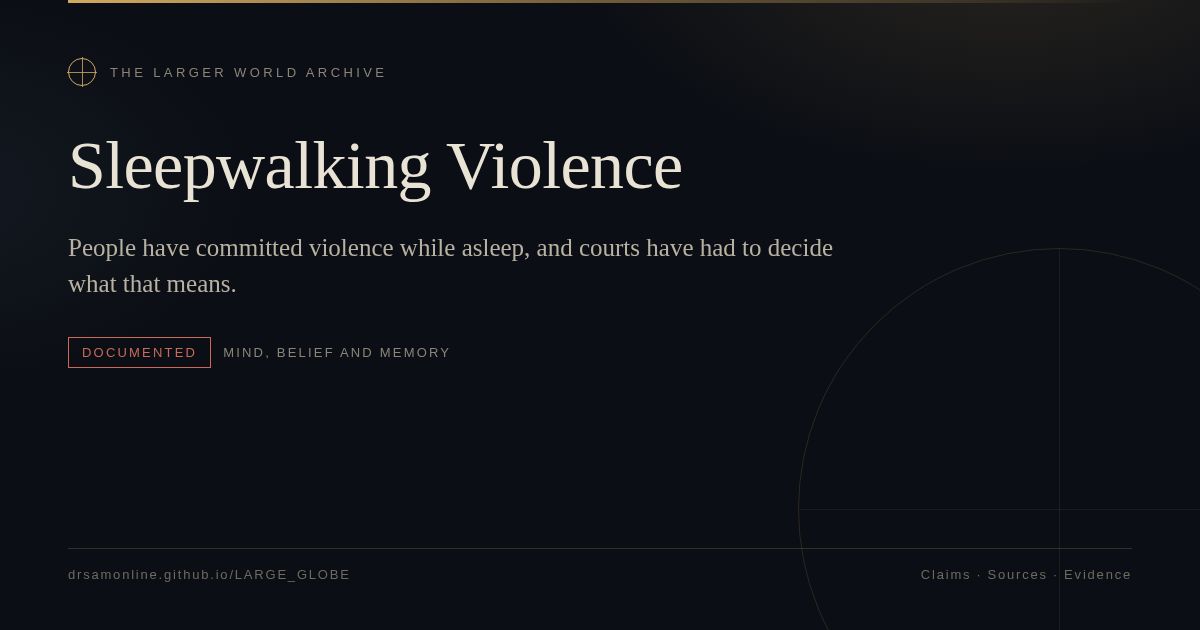 THE LARGER WORLD ARCHIVE
Sleepwalking Violence
People have committed violence while asleep, and courts have had to decide
what that means.
DOCUMENTED MIND, BELIEF AND MEMORY
drsamonline.github.io/LARGE_GLOBE Claims · Sources · Evidence